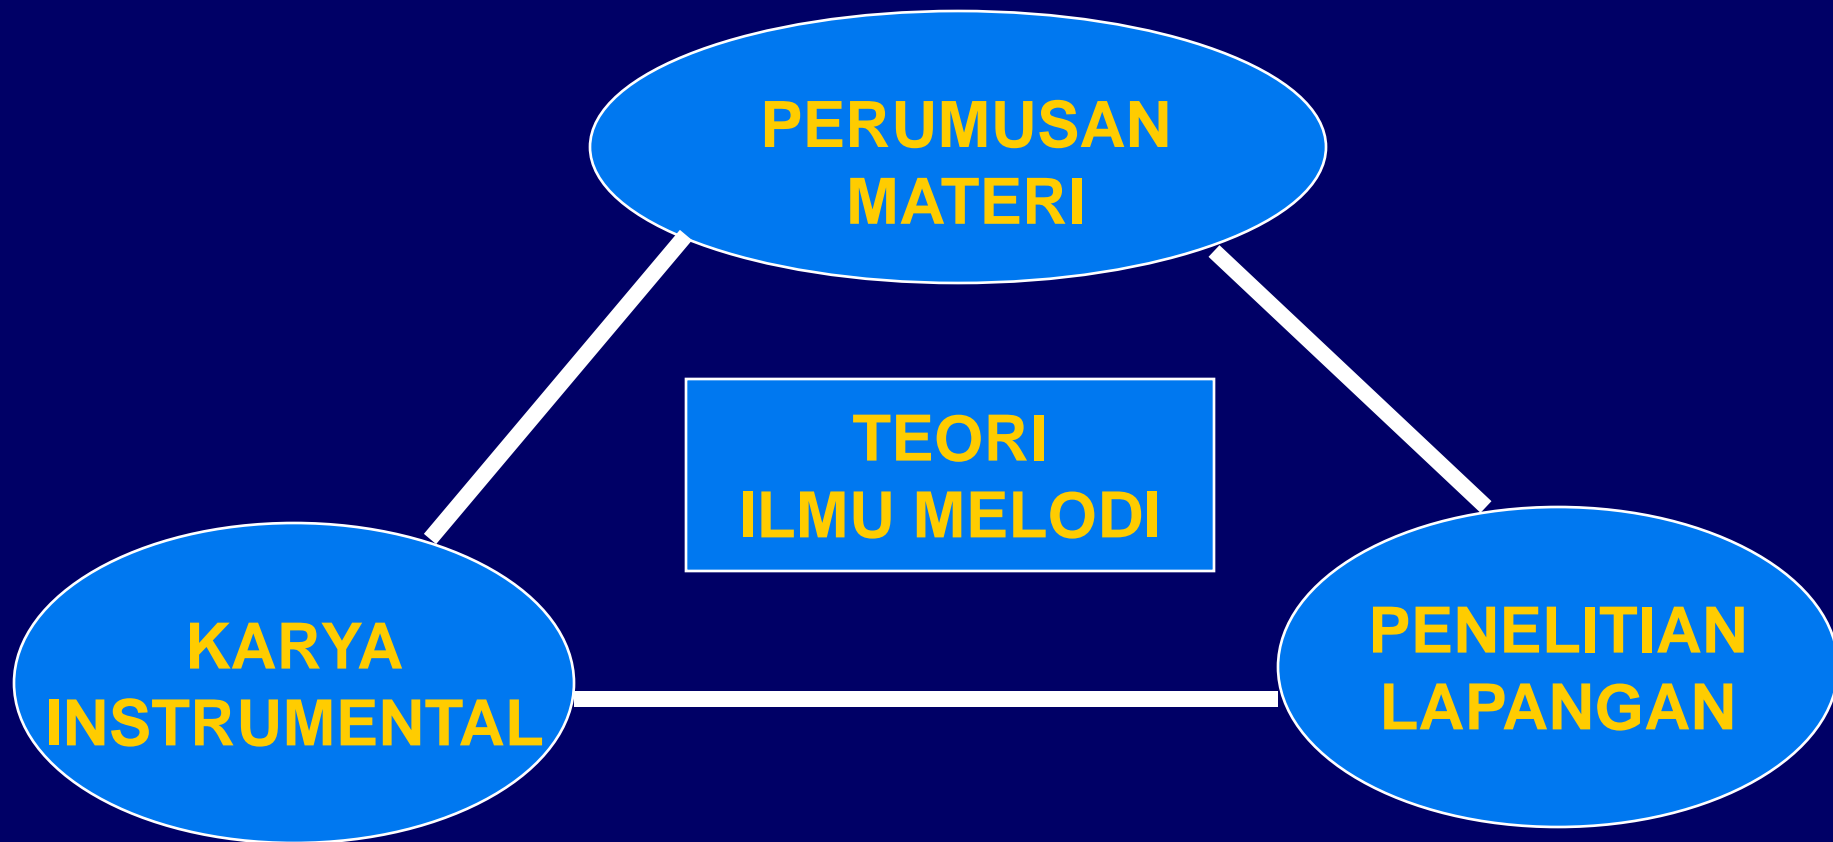 PERUMUSAN
MATERI
TEORI
ILMU MELODI
KARYA
INSTRUMENTAL
PENELITIAN
LAPANGAN